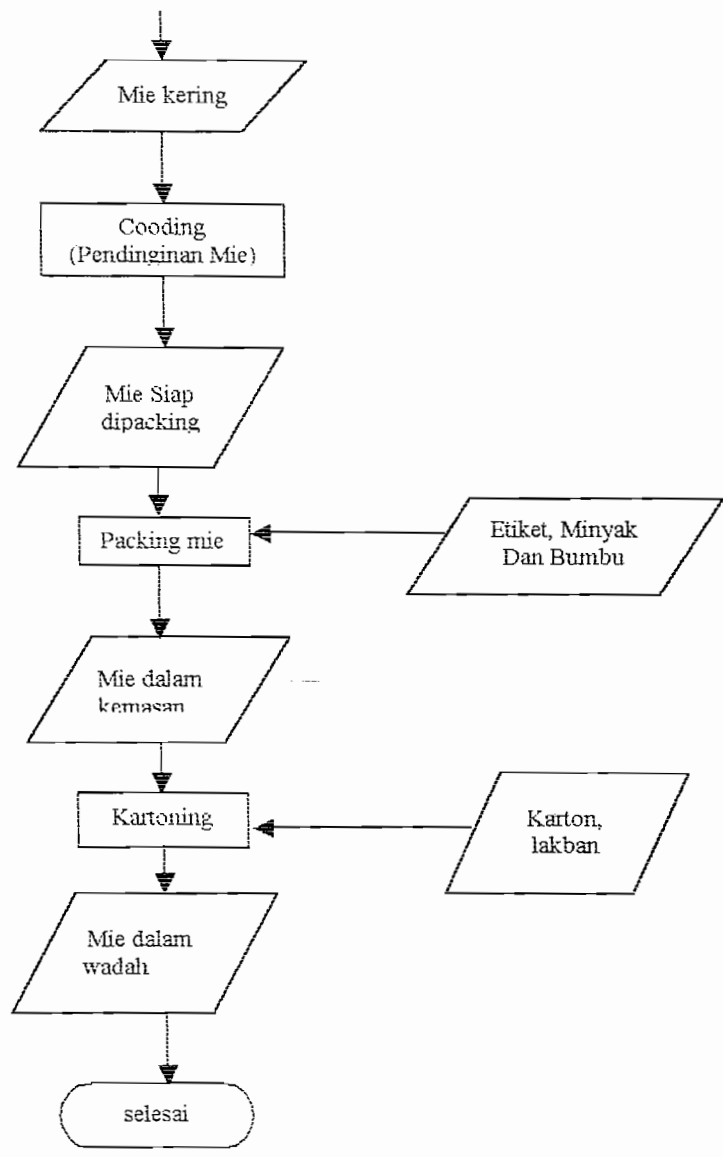 Mie kering
Cooding
(Pendinginan Mie)
Mie Siap
dipacking
Packing mie
Etiket, Minyak
Dan Bumbu
Mie dalam
kemasan
Kartoning
Karton,
lakban
Mie dalam
wadah
selesai